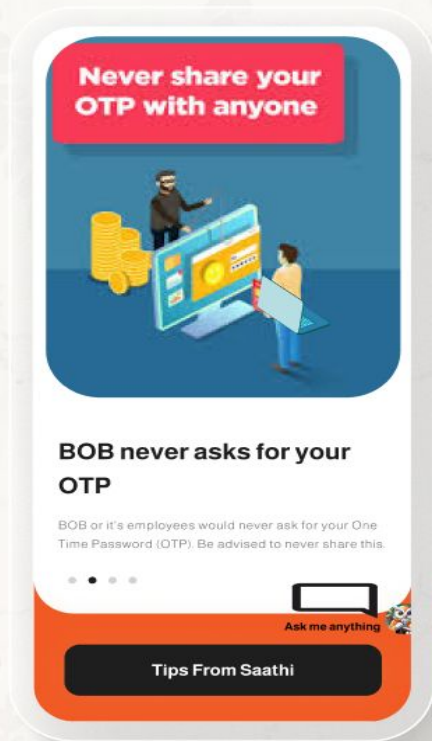 Never share your
OTP with anyone
BOB never asks for your
OTP
BOB or it's employees would never ask for your One
Time Password (OTP). Be advised to never share this.
Ask me anything
Tips From Saathi